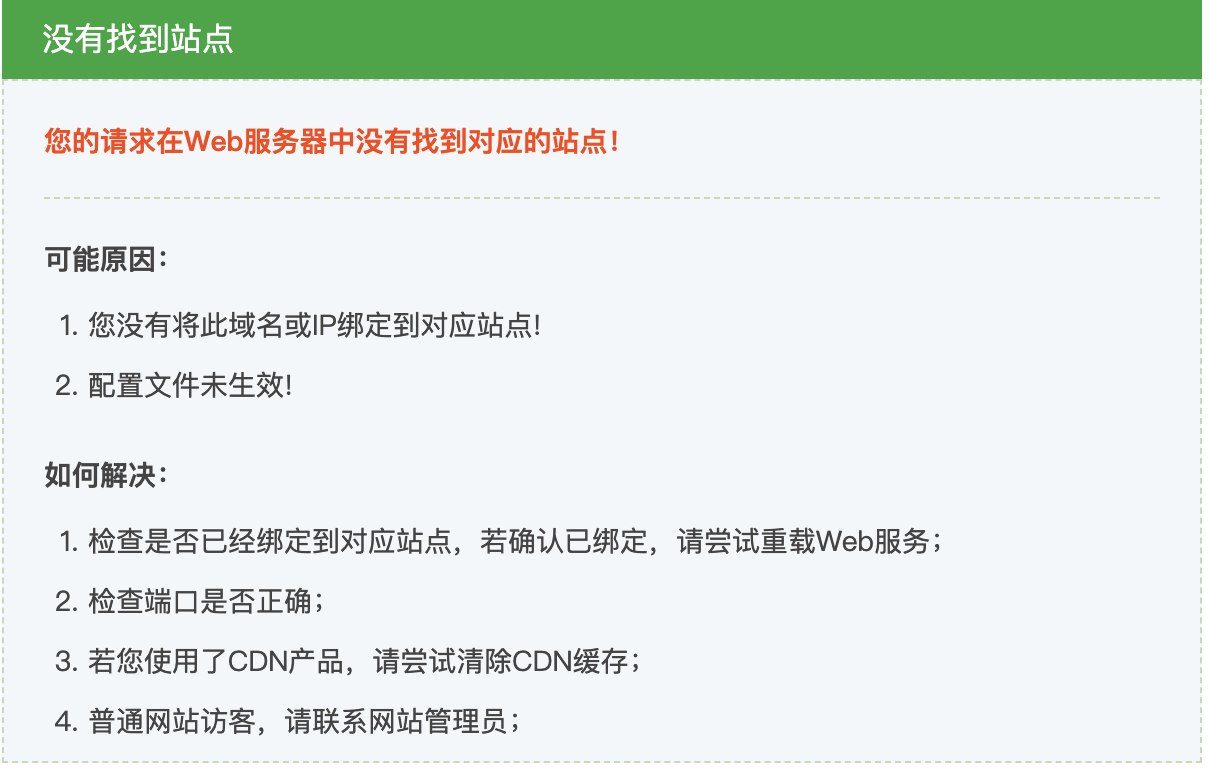 没有找到站点
您的请求在Web服务器中没有找到对应的站点！
可能原因：
1. 您没有将此域名或IP绑定到对应站点!
2. 配置文件未生效!
如何解决：
1. 检查是否已经绑定到对应站点，若确认已绑定，请尝试重载Web服务；
2. 检查端口是否正确；
3. 若您使用了CDN产品，请尝试清除CDN缓存；
4. 普通网站访客，请联系网站管理员；